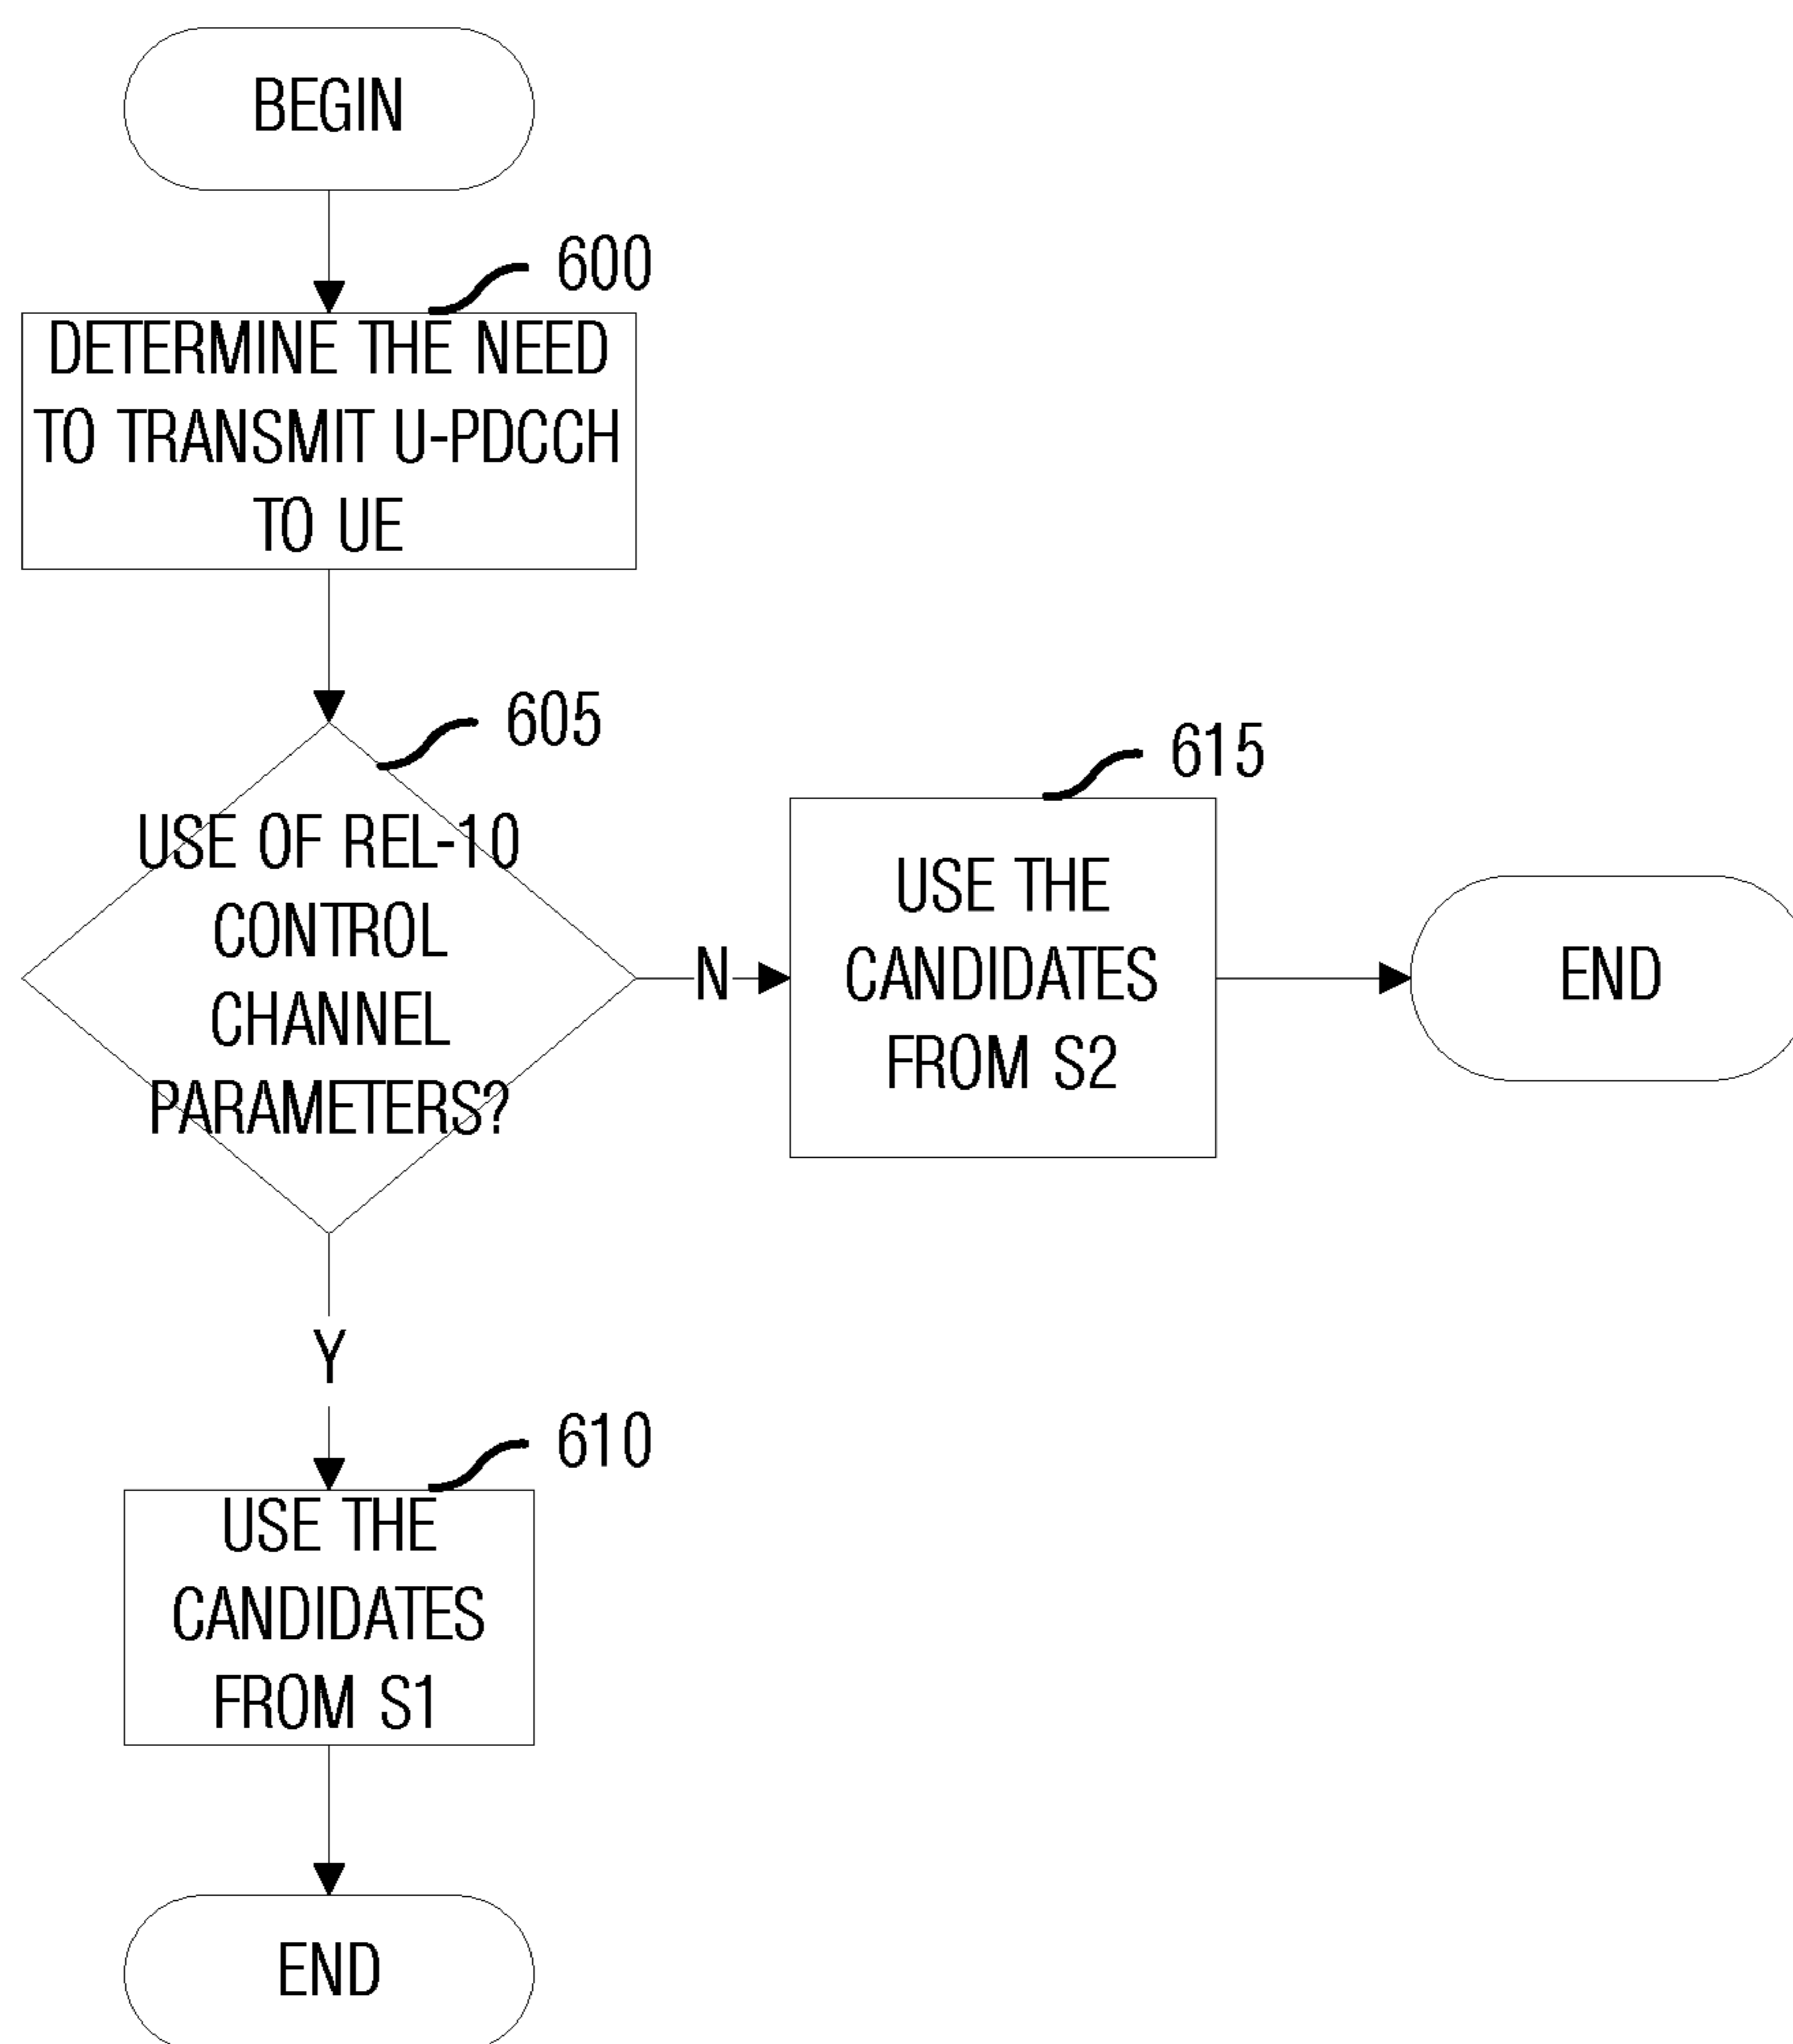 BEGIN
600
DETERMINE THE NEED
TO TRANSMIT U-PDCCH
TO UE
605
USE OF REL-10
CONTROL
CHANNEL
PARAMETERS?
N
615
USE THE
CANDIDATES
FROM S2
END
Y
610
USE THE
CANDIDATES
FROM S1
END